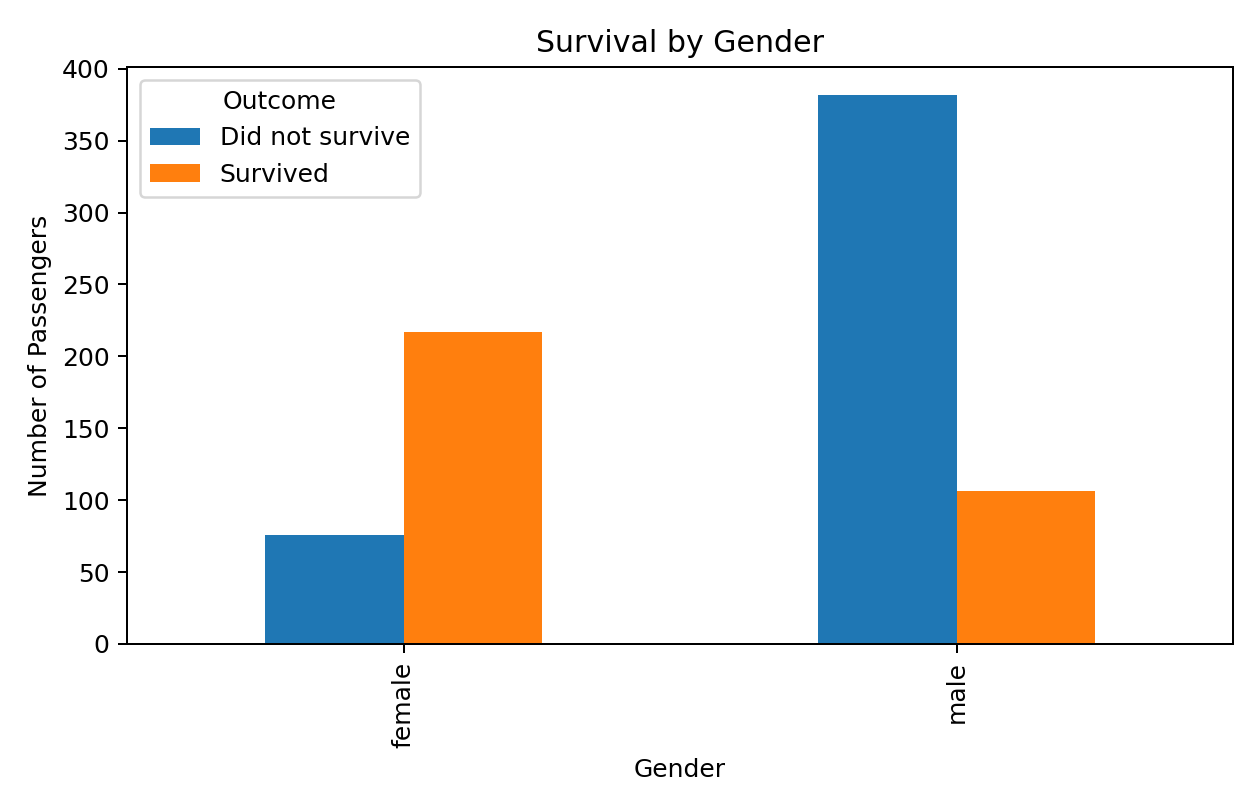 Survival by Gender
Outcome
Did not survive
Survived
400
350
300
250
200
150
100
50
0
Number of Passengers
female
male
Gender